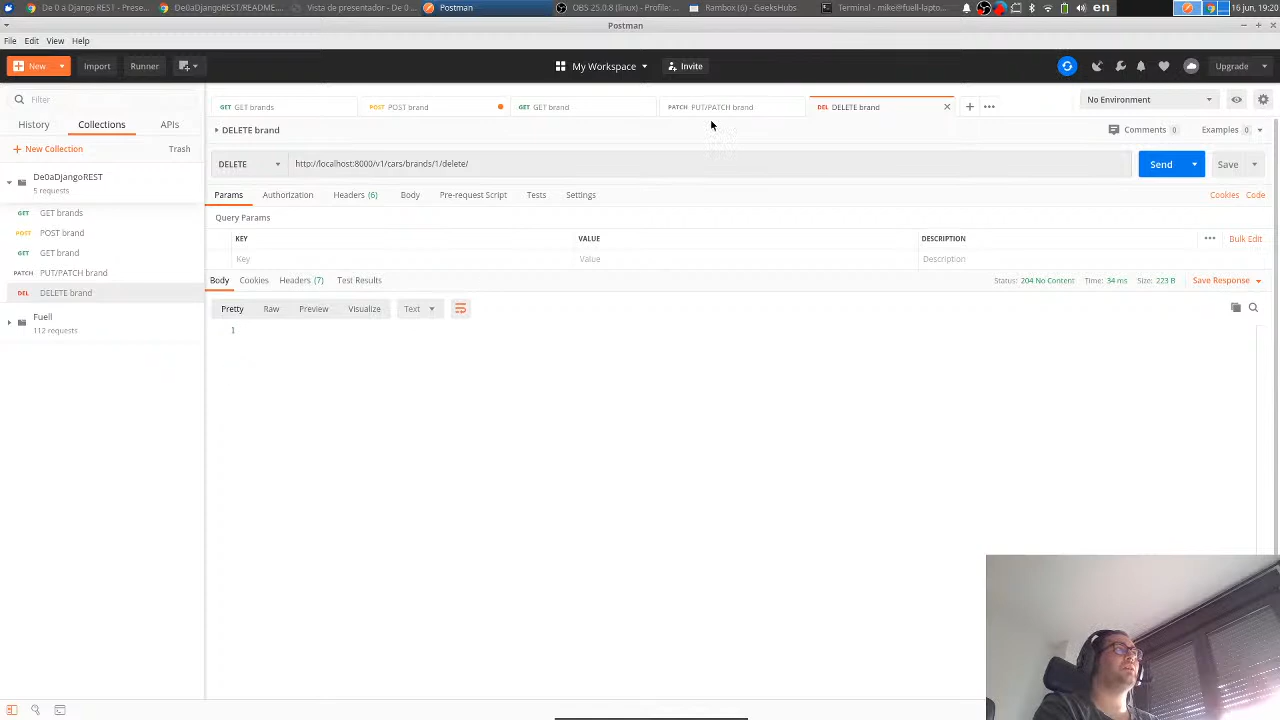 De 0 a Django REST - Prese...
De0aDjangoREST/README....
Vista de presentador - De 0 ...
Postman
OBS 25.0.8 (linux) - Profile: ...
Rambox (6) - GeeksHubs
Terminal - mike@fuell-lapto...
en
16 jun, 19:20
Postman
File Edit View Help
New
Import
Runner
My Workspace
Invite
Upgrade
Filter
History
Collections
APIs
New Collection
Trash
De0aDjangoREST
5 requests
GET GET brands
POST POST brand
GET GET brand
PATCH PUT/PATCH brand
DEL DELETE brand
Fuell
112 requests
GET GET brands
POST POST brand
GET GET brand
PATCH PUT/PATCH brand
DEL DELETE brand
No Environment
DELETE brand
Comments 0
Examples 0
DELETE
http://localhost:8000/v1/cars/brands/1/delete/
Send
Save
Params
Authorization
Headers (6)
Body
Pre-request Script
Tests
Settings
Cookies
Code
Query Params
KEY
VALUE
DESCRIPTION
Bulk Edit
Key
Value
Description
Body
Cookies
Headers (7)
Test Results
Status: 204 No Content
Time: 34 ms
Size: 223 B
Save Response
Pretty
Raw
Preview
Visualize
Text
1